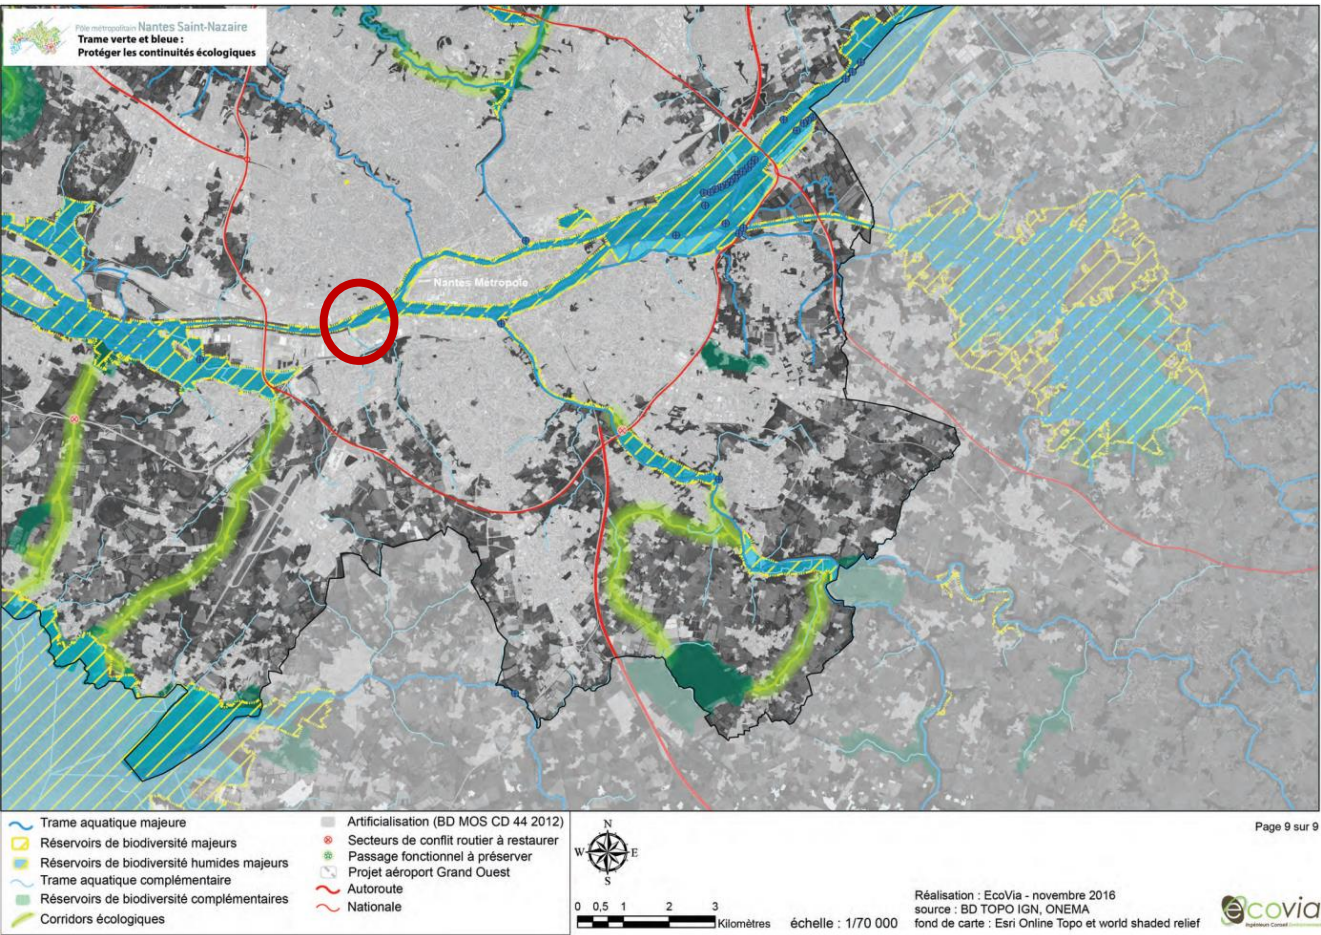 Pôle métropolitain Nantes Saint-Nazaire
Trame verte et bleue :
Protéger les continuités écologiques
Nantes Métropole
Trame aquatique majeure
Réservoirs de biodiversité majeurs
Réservoirs de biodiversité humides majeurs
Trame aquatique complémentaire
Réservoirs de biodiversité complémentaires
Corridors écologiques
Artificialisation (BD MOS CD 44 2012)
Secteurs de conflit routier à restaurer
Passage fonctionnel à préserver
Projet aéroport Grand Ouest
Autoroute
Nationale
N
W E
S
0 0,5 1 2 3
Kilomètres
échelle : 1/70 000
Page 9 sur 9
Réalisation : EcoVia - novembre 2016
source : BD TOPO IGN, ONEMA
fond de carte : Esri Online Topo et world shaded relief
écovia
Ingénieurs Conseil Environnement